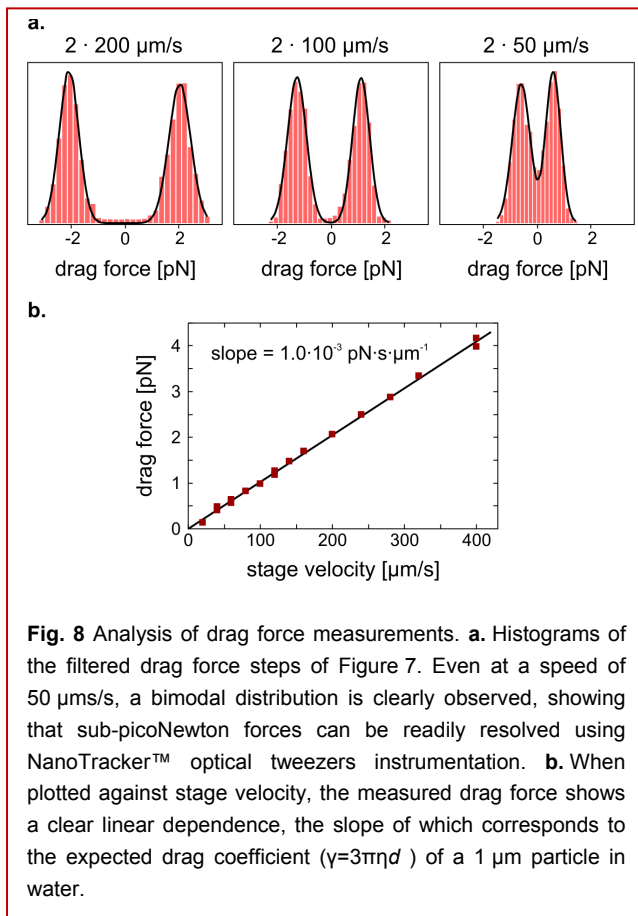 a.
2 · 200 μm/s
2 · 100 μm/s
2 · 50 μm/s
-2 0 2
-2 0 2
-2 0 2
drag force [pN]
drag force [pN]
drag force [pN]
b.
slope = 1.0·10⁻³ pN·s·μm⁻¹
drag force [pN]
4
3
2
1
0
0 100 200 300 400
stage velocity [μm/s]
Fig. 8 Analysis of drag force measurements. a. Histograms of
the filtered drag force steps of Figure 7. Even at a speed of
50 μms/s, a bimodal distribution is clearly observed, showing
that sub-picoNewton forces can be readily resolved using
NanoTracker™ optical tweezers instrumentation. b. When
plotted against stage velocity, the measured drag force shows
a clear linear dependence, the slope of which corresponds to
the expected drag coefficient (γ=3πηd ) of a 1 μm particle in
water.